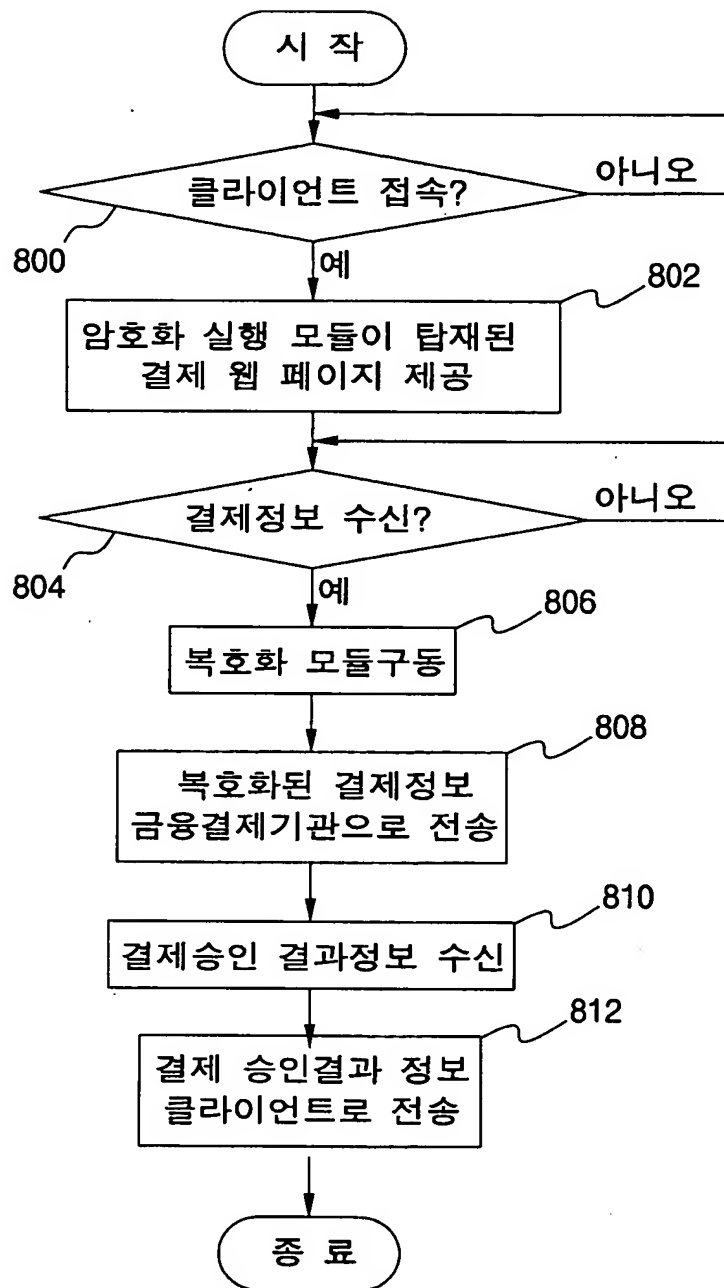 시 작
클라이언트 접속?
아니오
800
예
802
암호화 실행 모듈이 탑재된
결제 웹 페이지 제공
결제정보 수신?
아니오
804
예
806
복호화 모듈구동
808
복호화된 결제정보
금융결제기관으로 전송
810
결제승인 결과정보 수신
812
결제 승인결과 정보
클라이언트로 전송
종 료